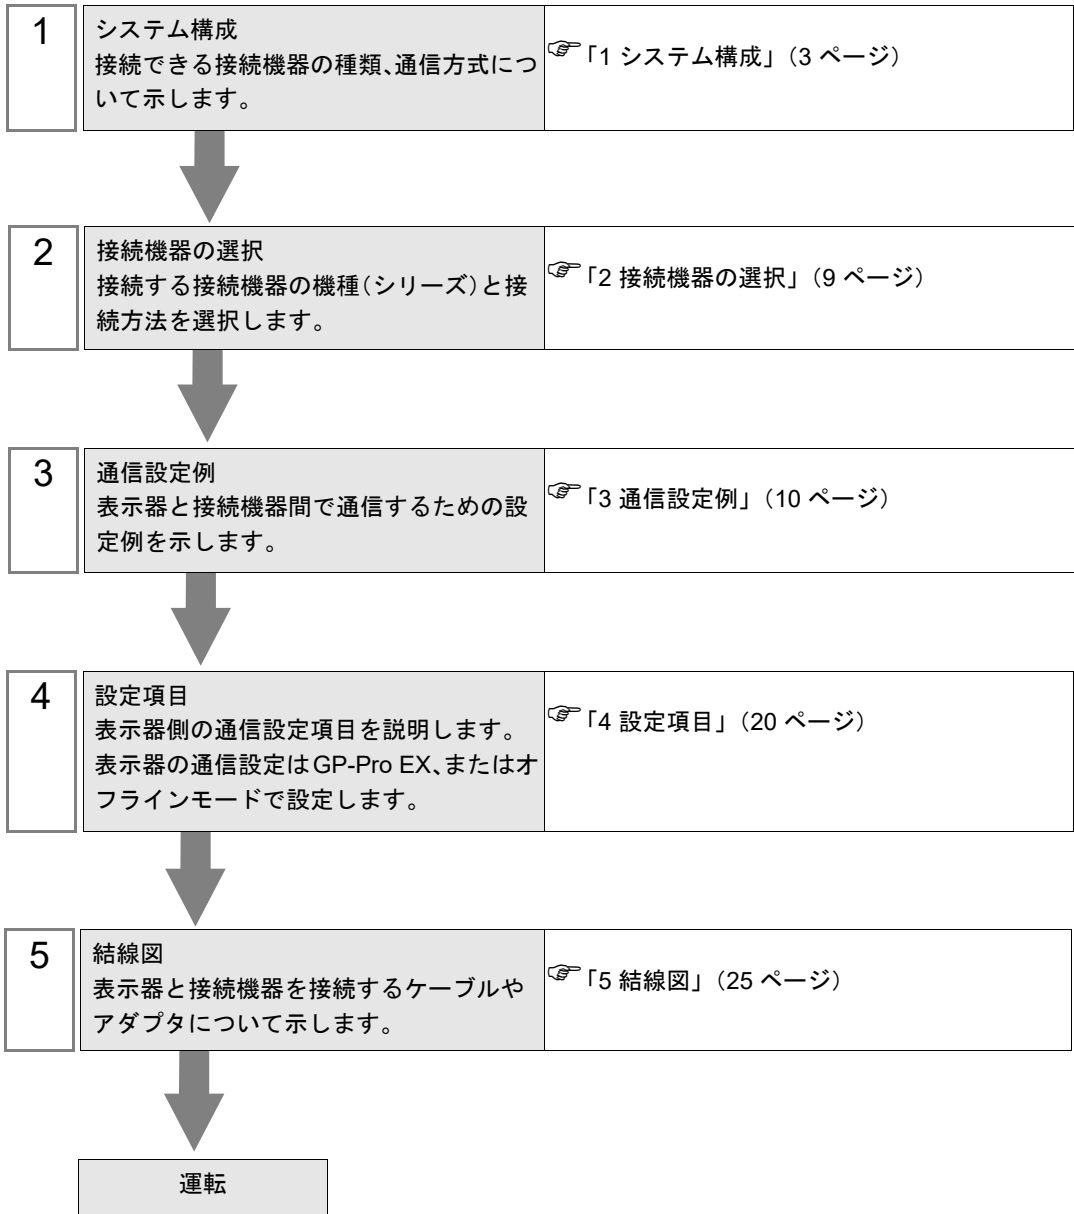 1
システム構成
接続できる接続機器の種類、通信方式につ
いて示します。
☞「1 システム構成」（3 ページ）
2
接続機器の選択
接続する接続機器の機種（シリーズ）と接
続方法を選択します。
☞「2 接続機器の選択」（9 ページ）
3
通信設定例
表示器と接続機器間で通信するための設
定例を示します。
☞「3 通信設定例」（10 ページ）
4
設定項目
表示器側の通信設定項目を説明します。
表示器の通信設定はGP-Pro EX、またはオ
フラインモードで設定します。
☞「4 設定項目」（20 ページ）
5
結線図
表示器と接続機器を接続するケーブルや
アダプタについて示します。
☞「5 結線図」（25 ページ）
運転